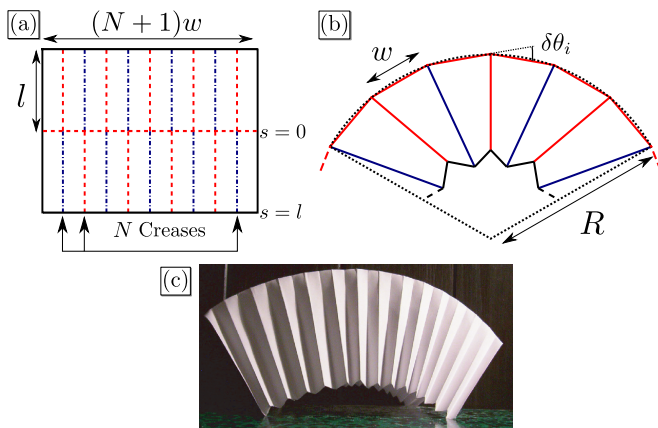 (a)
(N + 1)w
l
s = 0
s = l
N Creases
(b)
w
δθᵢ
R
(c)